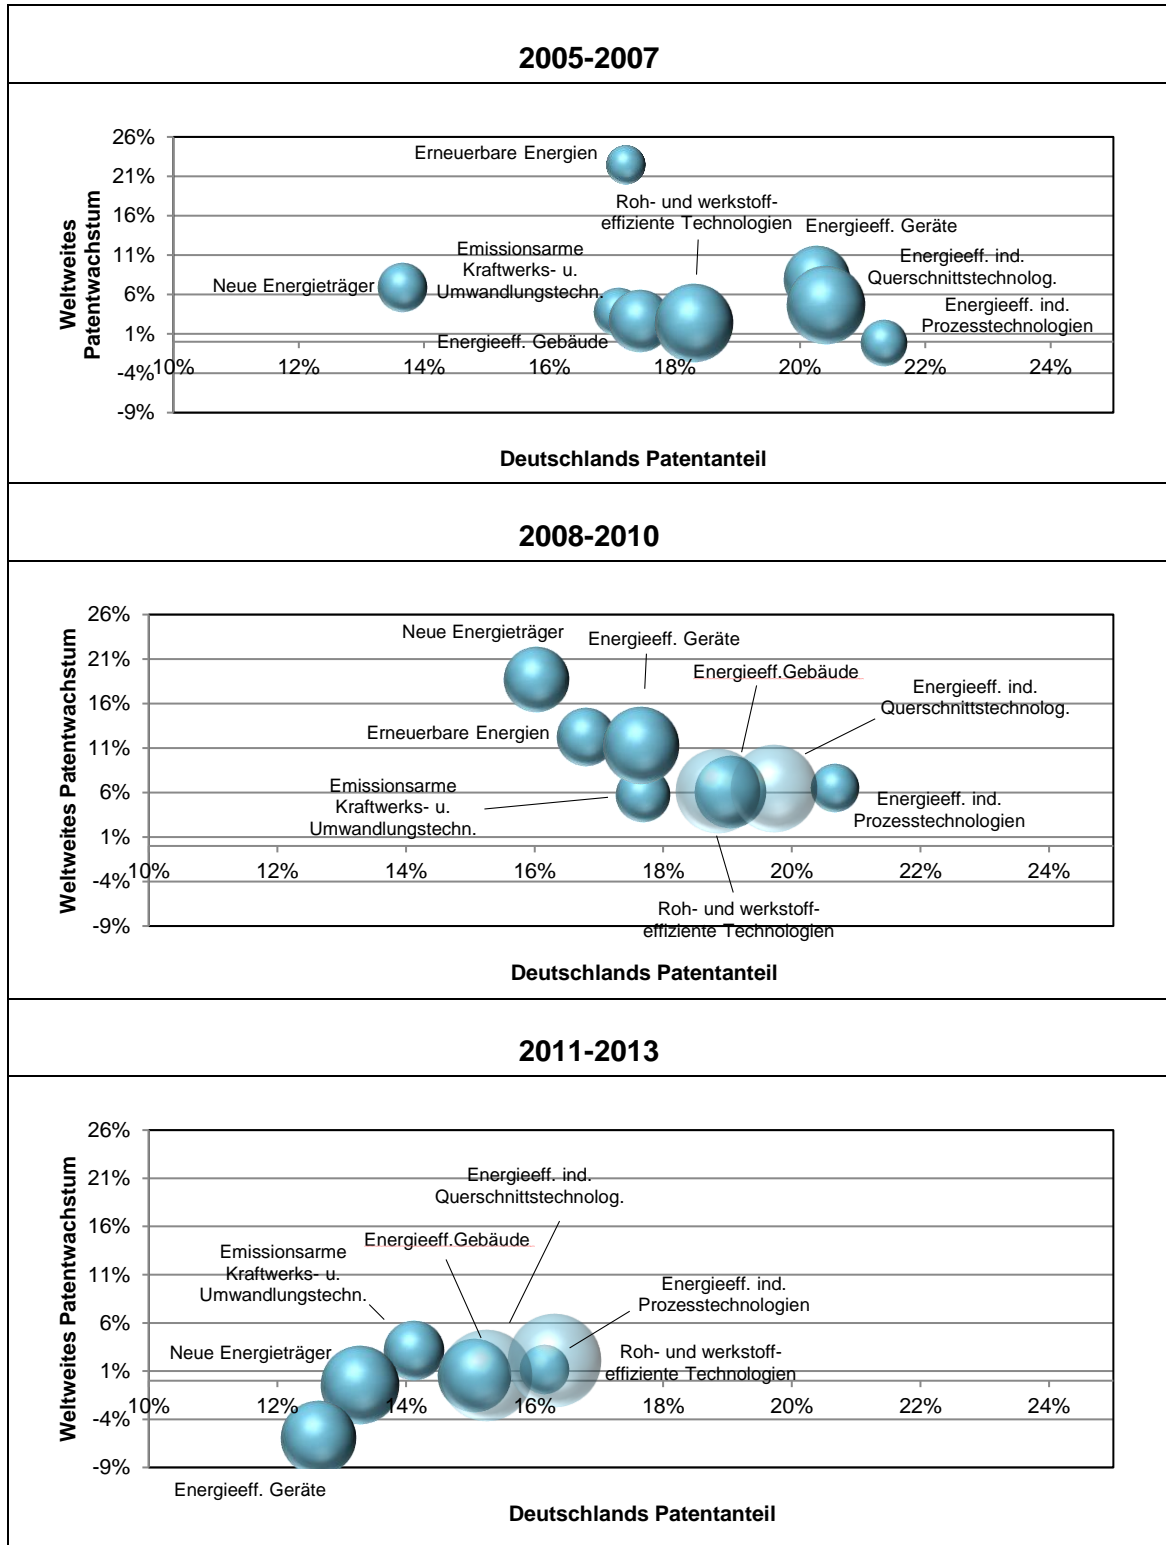 2005-2007
26%
21%
16%
11%
6%
1%
-4%
-9%
Weltweites
Patentwachstum
Erneuerbare Energien
Roh- und werkstoff-
effiziente Technologien
Energieeff. Geräte
Emissionsarme
Kraftwerks- u.
Umwandlungstechn.
Energieeff. ind.
Querschnittstechnolog.
Neue Energieträger
Energieeff. ind.
Prozesstechnologien
Energieeff. Gebäude
10% 12% 14% 16% 18% 20% 22% 24%
Deutschlands Patentanteil
2008-2010
26%
21%
16%
11%
6%
1%
-4%
-9%
Weltweites Patentwachstum
Neue Energieträger
Energieeff. Geräte
Energieeff.Gebäude
Energieeff. ind.
Querschnittstechnolog.
Erneuerbare Energien
Emissionsarme
Kraftwerks- u.
Umwandlungstechn.
Energieeff. ind.
Prozesstechnologien
10% 12% 14% 16% 18% 20% 22% 24%
Roh- und werkstoff-
effiziente Technologien
Deutschlands Patentanteil
2011-2013
26%
21%
16%
11%
6%
1%
-4%
-9%
Weltweites Patentwachstum
Energieeff. ind.
Querschnittstechnolog.
Energieeff.Gebäude
Emissionsarme
Kraftwerks- u.
Umwandlungstechn.
Energieeff. ind.
Prozesstechnologien
Neue Energieträger
Roh- und werkstoff-
effiziente Technologien
10% 12% 14% 16% 18% 20% 22% 24%
Energieeff. Geräte
Deutschlands Patentanteil